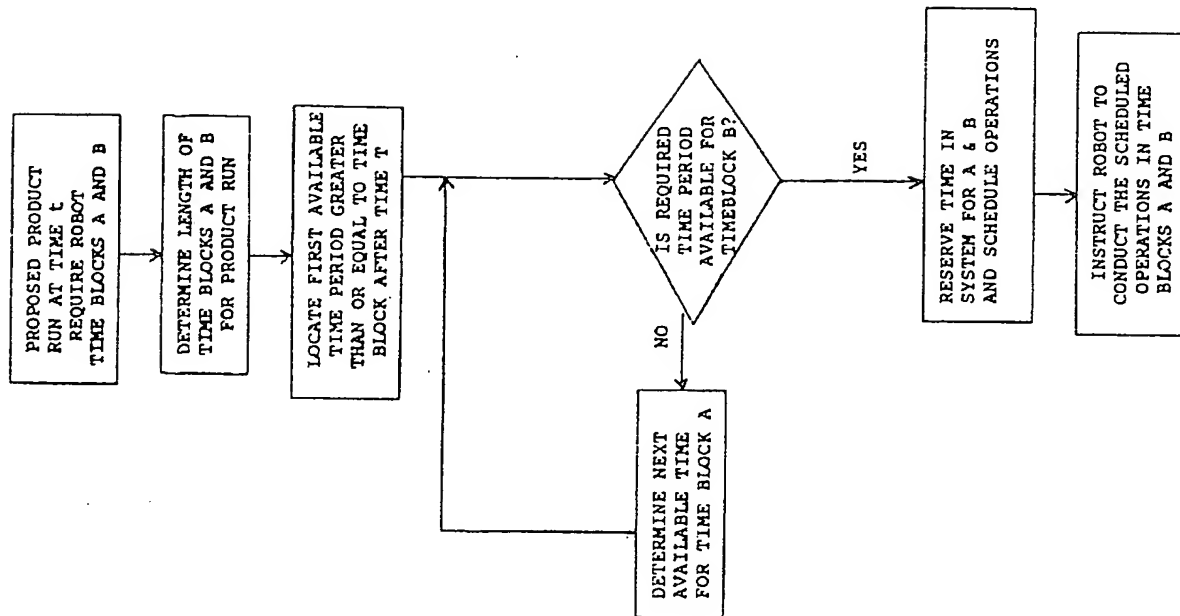 PROPOSED PRODUCT
RUN AT TIME t
REQUIRE ROBOT
TIME BLOCKS A AND B
DETERMINE LENGTH OF
TIME BLOCKS A AND B
FOR PRODUCT RUN
LOCATE FIRST AVAILABLE
TIME PERIOD GREATER
THAN OR EQUAL TO TIME
BLOCK AFTER TIME T
IS REQUIRED
TIME PERIOD
AVAILABLE FOR
TIMEBLOCK B?
NO
DETERMINE NEXT
AVAILABLE TIME
FOR TIME BLOCK A
YES
RESERVE TIME IN
SYSTEM FOR A & B
AND SCHEDULE OPERATIONS
INSTRUCT ROBOT TO
CONDUCT THE SCHEDULED
OPERATIONS IN TIME
BLOCKS A AND B